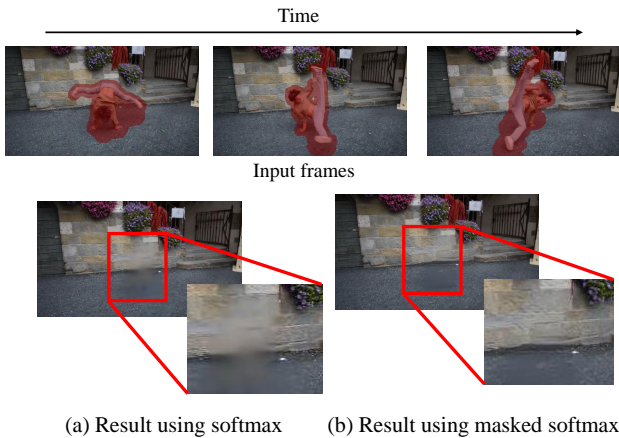 Time
Input frames
(a) Result using softmax
(b) Result using masked softmax